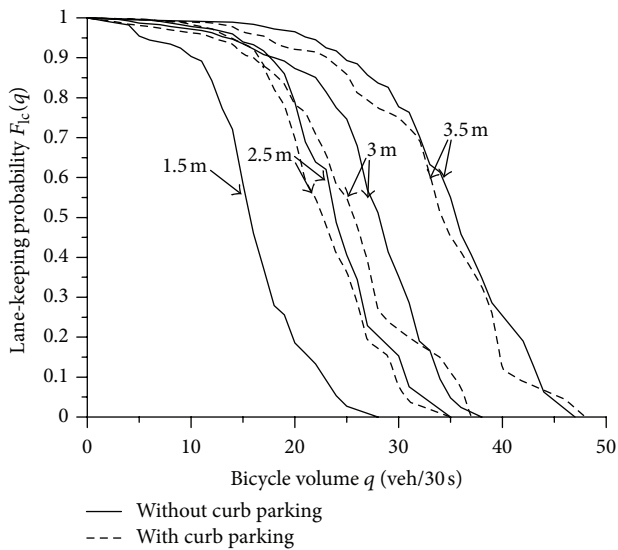 Lane-keeping probability F_lc(q)
1
0.9
0.8
0.7
0.6
0.5
0.4
0.3
0.2
0.1
0
1.5 m
2.5 m
3 m
3.5 m
0 10 20 30 40 50
Bicycle volume q (veh/30 s)
Without curb parking
With curb parking